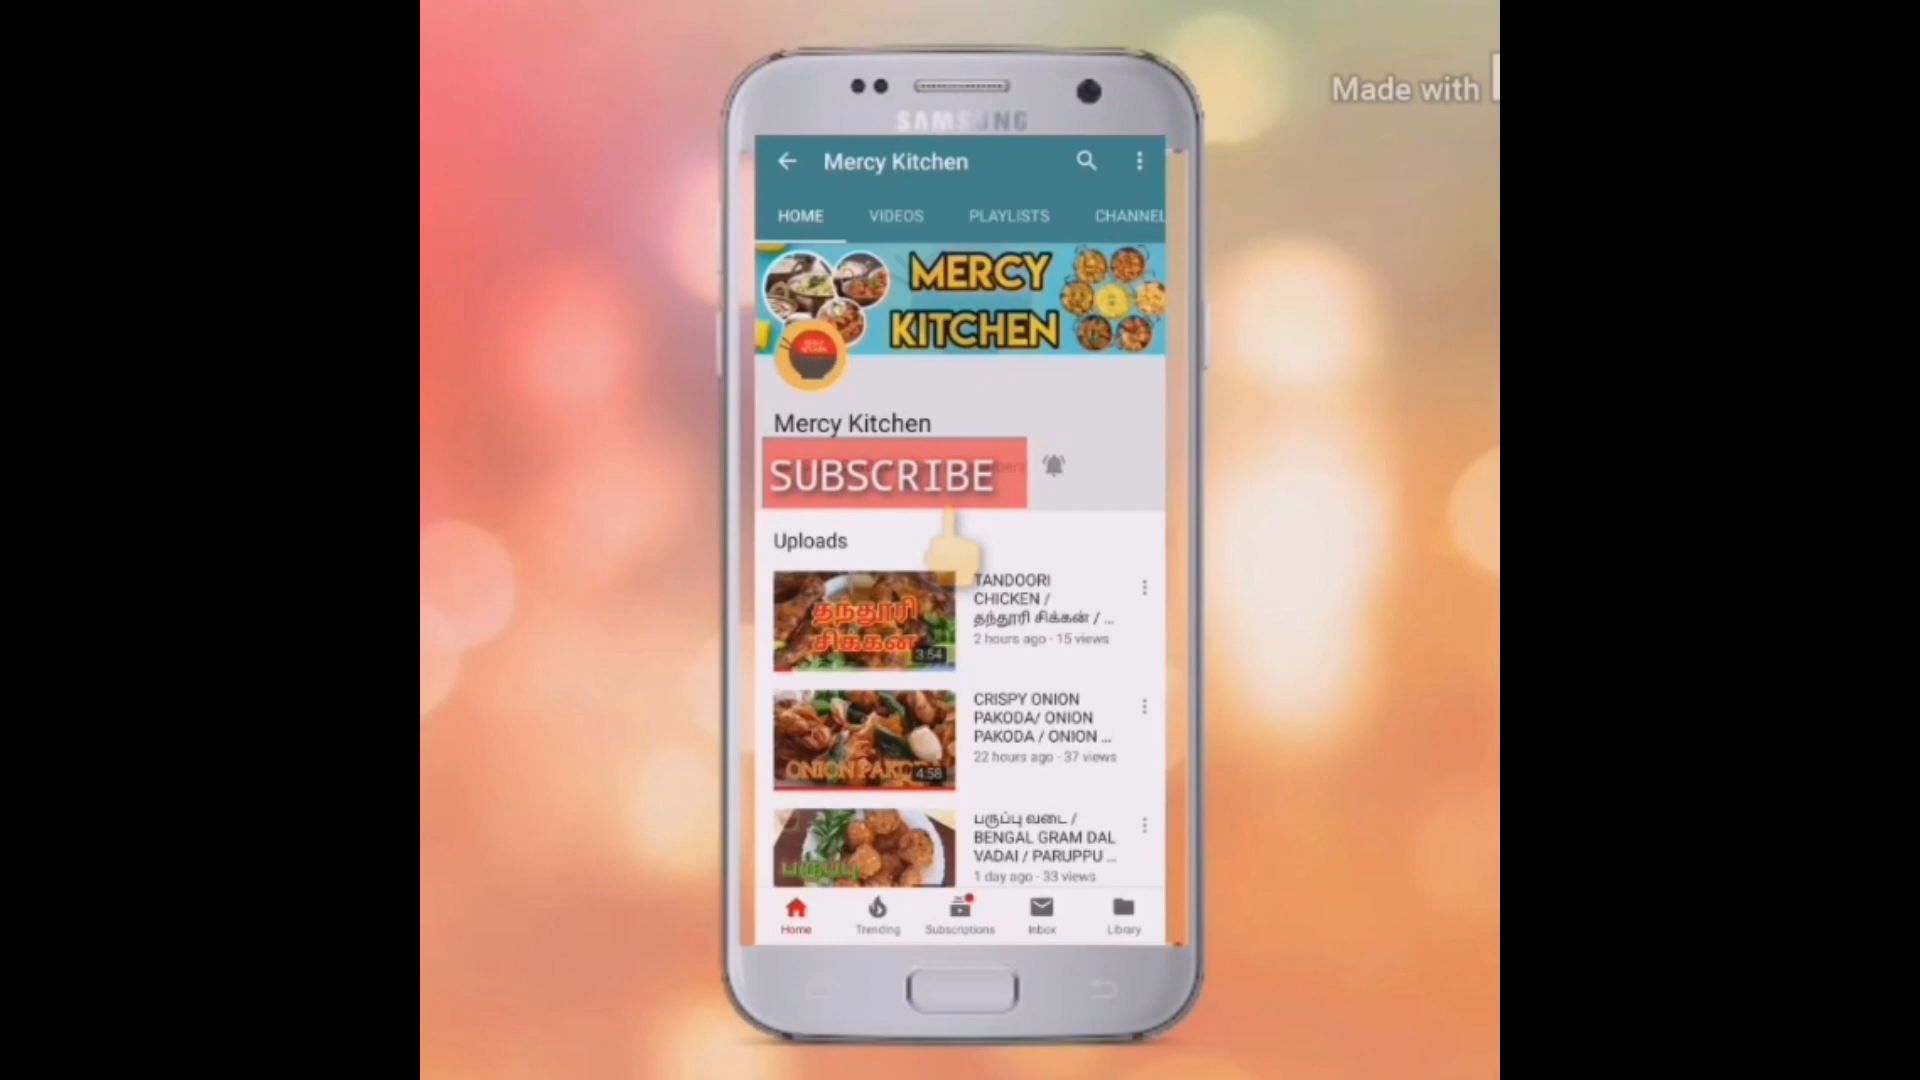 Made with
SAMSUNG
Mercy Kitchen
HOME VIDEOS PLAYLISTS CHANNEL
MERCY
KITCHEN
Mercy Kitchen
SUBSCRIBE
Uploads
தந்தூரி
சிக்கன்
3:54
TANDOORI
CHICKEN /
தந்தூரி சிக்கன் / ...
2 hours ago · 15 views
ONION PAKO
4:58
CRISPY ONION
PAKODA/ ONION
PAKODA / ONION ...
22 hours ago · 37 views
பருப்பு
பருப்பு வடை /
BENGAL GRAM DAL
VADAI / PARUPPU ...
1 day ago · 33 views
Home Trending Subscriptions Inbox Library